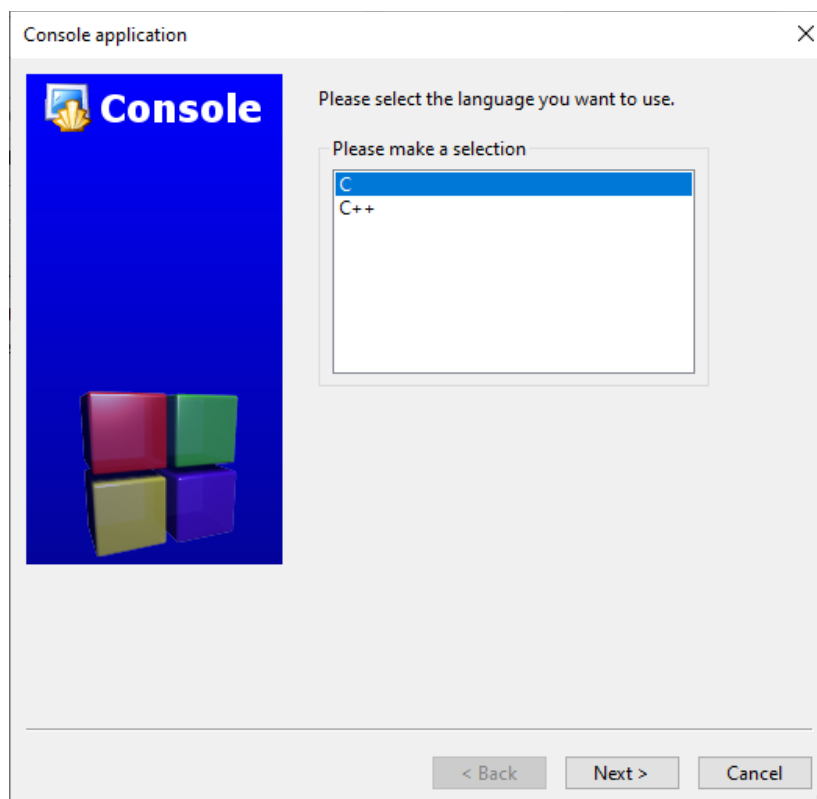 Console application
Console
Please select the language you want to use.
Please make a selection
C
C++
< Back
Next >
Cancel